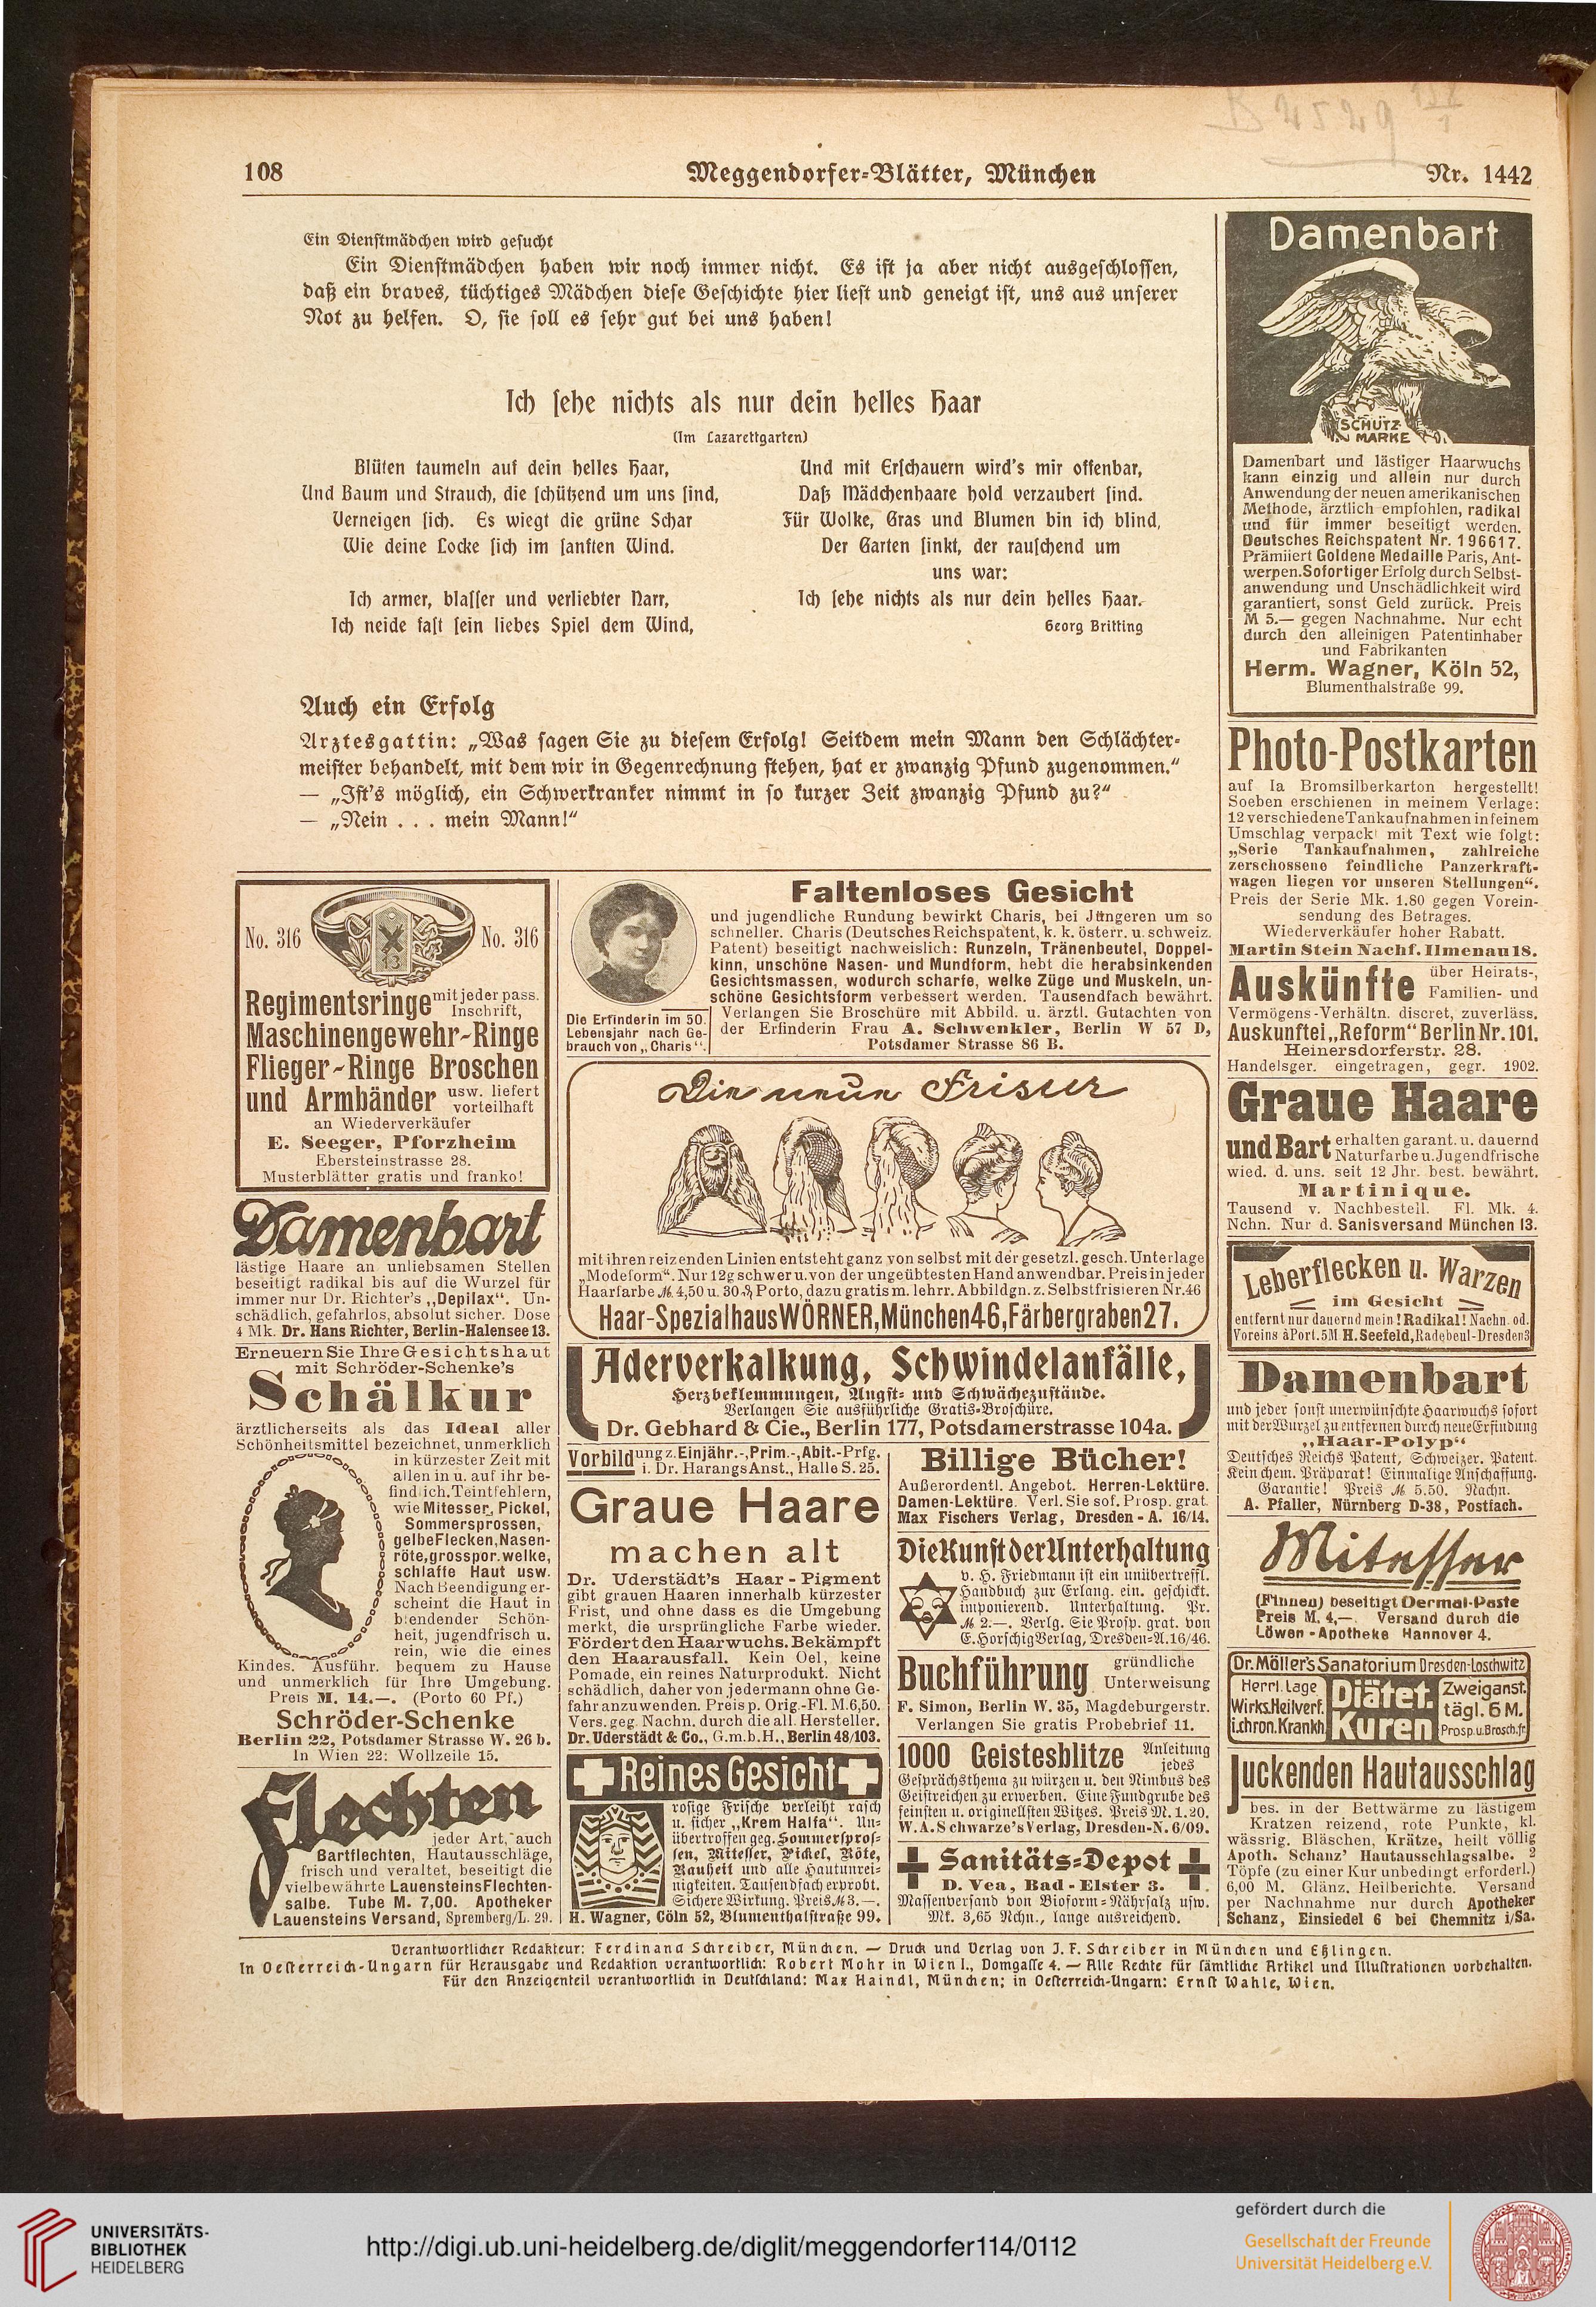 B 2529
108
Meggendorfer-Blätter, München
Nr. 1442
Ein Dienstmädchen wird gesucht
Ein Dienstmädchen haben wir noch immer nicht. Es ist ja aber nicht ausgeschlossen,
daß ein braves, tüchtiges Mädchen diese Geschichte hier liest und geneigt ist, uns aus unserer
Not zu helfen. O, sie soll es sehr gut bei uns haben!
Ich sehe nichts als nur dein helles Haar
(Im Lazarettgarten)
Blüten taumeln auf dein helles Haar,
Und Baum und Strauch, die schützend um uns sind,
Verneigen sich. Es wiegt die grüne Schar
Wie deine Locke sich im sanften Wind.
Ich armer, blasser und verliebter Narr,
Ich neide fast sein liebes Spiel dem Wind,
Und mit Erschauern wird's mir offenbar,
Daß Mädchenhaare hold verzaubert sind.
Für Wolke, Gras und Blumen bin ich blind,
Der Garten sinkt, der rauschend um
uns war:
Ich sehe nichts als nur dein helles Haar.
Georg Britting
Auch ein Erfolg
Arztesgattin: „Was sagen Sie zu diesem Erfolg! Seitdem mein Mann den Schlächter-
meister behandelt, mit dem wir in Gegenrechnung stehen, hat er zwanzig Pfund zugenommen."
— „Ist's möglich, ein Schwerkranker nimmt in so kurzer Zeit zwanzig Pfund zu?"
— „Nein . . . mein Mann!"
No. 316
13
No. 316
Regimentsringe mit jeder pass.
Inschrift,
Maschinengewehr-Ringe
Flieger-Ringe Broschen
und Armbänder usw. liefert
vorteilhaft
an Wiederverkäufer
E. Seeger, Pforzheim
Ebersteinstrasse 28.
Musterblätter gratis und franko!
Damenbart
lästige Haare an unliebsamen Stellen
beseitigt radikal bis auf die Wurzel für
immer nur Dr. Richter's „Depilax". Un-
schädlich, gefahrlos, absolut sicher. Dose
4 Mk. Dr. Hans Richter, Berlin-Halensee 13.
Erneuern Sie Ihre Gesichtshaut
mit Schröder-Schenke's
Schälkur
ärztlicherseits als das Ideal aller
Schönheitsmittel bezeichnet, unmerklich
in kürzester Zeit mit
allen in u. auf ihr be-
findlich. Teintfehlern,
wie Mitesser, Pickel,
Sommersprossen,
gelbe Flecken, Nasen-
röte, grosspor. welke,
schlaffe Haut usw.
Nach Beendigung er-
scheint die Haut in
blendender Schön-
heit, jugendfrisch u.
rein, wie die eines
Kindes. Ausführ. bequem zu Hause
und unmerklich für Ihre Umgebung.
Preis M. 14.—. (Porto 60 Pf.)
Schröder-Schenke
Berlin 22, Potsdamer Strasse W. 26 b.
In Wien 22: Wollzeile 15.
Flechten
jeder Art, auch
Bartflechten, Hautausschläge,
frisch und veraltet, beseitigt die
vielbewährte Lauensteins Flechten-
salbe. Tube M. 7,00. Apotheker
Lauensteins Versand, Spremberg/L. 29.
Die Erfinderin im 50.
Lebensjahr nach Ge-
brauch von „Charis".
Faltenloses Gesicht
und jugendliche Rundung bewirkt Charis, bei Jüngeren um so
schneller. Charis (Deutsches Reichspatent, k. k. österr. u. schweiz.
Patent) beseitigt nachweislich: Runzeln, Tränenbeutel, Doppel-
kinn, unschöne Nasen- und Mundform, hebt die herabsinkenden
Gesichtsmassen, wodurch scharfe, welke Züge und Muskeln, un-
schöne Gesichtsform verbessert werden. Tausendfach bewährt.
Verlangen Sie Broschüre mit Abbild. u. ärztl. Gutachten von
der Erfinderin Frau A. Schwenkler, Berlin W 57 D,
Potsdamer Strasse 86 B.
Die neue Frisur
mit ihren reizenden Linien entsteht ganz von selbst mit der gesetzl. gesch. Unterlage
„Modeform". Nur 12g schwer u. von der ungeübtesten Hand anwendbar. Preis in jeder
Haarfarbe ℳ 4,50 u. 30 ₰ Porto, dazu gratis m. lehrr. Abbildgn. z. Selbstfrisieren Nr. 46
Haar-Spezialhaus WÖRNER, München 46, Färbergraben 27.
Aderverkalkung, Schwindelanfälle,
Herzbeklemmungen, Angst- und Schwächezustände.
Verlangen Sie ausführliche Gratis-Broschüre.
Dr. Gebhard & Cie., Berlin 177, Potsdamerstrasse 104a.
Vorbildung z. Einjähr.-, Prim.-, Abit.-Prfg.
i. Dr. Harangs Anst., Halle S. 25.
Graue Haare
machen alt
Dr. Uderstädt's Haar-Pigment
gibt grauen Haaren innerhalb kürzester
Frist, und ohne dass es die Umgebung
merkt, die ursprüngliche Farbe wieder.
Fördert den Haarwuchs. Bekämpft
den Haarausfall. Kein Oel, keine
Pomade, ein reines Naturprodukt. Nicht
schädlich, daher von jedermann ohne Ge-
fahr anzuwenden. Preis p. Orig.-Fl. M. 6,50.
Vers. geg. Nachn. durch die all. Hersteller.
Dr. Uderstädt & Co., G.m.b.H., Berlin 48/103.
Reines Gesicht
rosige Frische verleiht rasch
u. sicher „Krem Halfa". Un-
übertroffen geg. Sommerspros-
sen, Mitesser, Pickel, Röte,
Rauheit und alle Hautunrei-
nigkeiten. Tausendfach erprobt.
Sichere Wirkung. Preis ℳ 3.—.
H. Wagner, Cöln 52, Blumenthalstraße 99.
Billige Bücher!
Außerordentl. Angebot. Herren-Lektüre.
Damen-Lektüre. Verl. Sie sof. Prosp. grat.
Max Fischers Verlag, Dresden-A. 16/14.
Die Kunst der Unterhaltung
v. H. Friedmann ist ein unübertreffl.
Handbuch zur Erlang. ein. geschickt.
imponierend. Unterhaltung. Pr.
ℳ 2.—. Verlg. Sie Prosp. grat. von
E. Horschig Verlag, Dresden-A. 16/46.
Buchführung gründliche
Unterweisung
F. Simon, Berlin W. 35, Magdeburgerstr.
Verlangen Sie gratis Probebrief 11.
1000 Geistesblitze Anleitung
jedes
Gesprächsthema zu würzen u. den Nimbus des
Geistreichen zu erwerben. Eine Fundgrube des
feinsten u. originellsten Witzes. Preis M. 1.20.
W. A. Schwarze's Verlag, Dresden-N. 6/09.
Sanitäts-Depot
D. Vea, Bad-Elster 3.
Massenversand von Bioform-Nährsalz usw.
Mk. 3,65 Nchn., lange ausreichend.
Damenbart
SCHUTZ-
MARKE
Damenbart und lästiger Haarwuchs
kann einzig und allein nur durch
Anwendung der neuen amerikanischen
Methode, ärztlich empfohlen, radikal
und für immer beseitigt werden.
Deutsches Reichspatent Nr. 196617.
Prämiiert Goldene Medaille Paris, Ant-
werpen. Sofortiger Erfolg durch Selbst-
anwendung und Unschädlichkeit wird
garantiert, sonst Geld zurück. Preis
M 5.— gegen Nachnahme. Nur echt
durch den alleinigen Patentinhaber
und Fabrikanten
Herm. Wagner, Köln 52,
Blumenthalstraße 99.
Photo-Postkarten
auf Ia Bromsilberkarton hergestellt!
Soeben erschienen in meinem Verlage:
12 verschiedene Tankaufnahmen in feinem
Umschlag verpackt mit Text wie folgt:
„Serie Tankaufnahmen, zahlreiche
zerschossene feindliche Panzerkraft-
wagen liegen vor unseren Stellungen".
Preis der Serie Mk. 1.80 gegen Vorein-
sendung des Betrages.
Wiederverkäufer hoher Rabatt.
Martin Stein Nachf. Ilmenau 18.
Auskünfte über Heirats-,
Familien- und
Vermögens-Verhältn. discret, zuverläss.
Auskunftei „Reform" Berlin Nr. 101.
Heinersdorferstr. 28.
Handelsger. eingetragen, gegr. 1902.
Graue Haare
und Bart erhalten garant. u. dauernd
Naturfarbe u. Jugendfrische
wied. d. uns. seit 12 Jhr. best. bewährt.
Martinique.
Tausend v. Nachbestell. Fl. Mk. 4.
Nchn. Nur d. Sanisversand München 13.
Leberflecken u. Warzen
im Gesicht
entfernt nur dauernd mein ! Radikal ! Nachn. od.
Voreins à Port. 5 M H. Seefeld, Radebeul-Dresden 3
Damenbart
und jeder sonst unerwünschte Haarwuchs sofort
mit der Wurzel zu entfernen durch neue Erfindung
„Haar-Polyp"
Deutsches Reichs Patent, Schweizer. Patent.
Kein chem. Präparat! Einmalige Anschaffung.
Garantie! Preis ℳ 5.50. Nachn.
A. Pfaller, Nürnberg D-38, Postfach.
Mitesser
(Finnen) beseitigt Dermal-Paste
Preis M. 4,—. Versand durch die
Löwen-Apotheke Hannover 4.
Dr. Möller's Sanatorium Dresden-Loschwitz
Herrl. Lage
Wirks. Heilverf.
i. chron. Krankh.
Diätet.
Kuren
Zweiganst.
tägl. 6 M.
Prosp. u. Brosch. fr.
Juckenden Hautausschlag
bes. in der Bettwärme zu lästigem
Kratzen reizend, rote Punkte, kl.
wässrig. Bläschen, Krätze, heilt völlig
Apoth. Schanz' Hautausschlagsalbe. 2
Töpfe (zu einer Kur unbedingt erforderl.)
6,00 M. Glänz. Heilberichte. Versand
per Nachnahme nur durch Apotheker
Schanz, Einsiedel 6 bei Chemnitz i/Sa.
Verantwortlicher Redakteur: Ferdinand Schreiber, München. — Druck und Verlag von J. F. Schreiber in München und Eßlingen.
In Oesterreich-Ungarn für Herausgabe und Redaktion verantwortlich: Robert Mohr in Wien I., Domgasse 4. — Alle Rechte für sämtliche Artikel und Illustrationen vorbehalten.
Für den Anzeigenteil verantwortlich in Deutschland: Max Haindl, München; in Oesterreich-Ungarn: Ernst Wahle, Wien.
UNIVERSITÄTS-
BIBLIOTHEK
HEIDELBERG
http://digi.ub.uni-heidelberg.de/diglit/meggendorfer114/0112
gefördert durch die
Gesellschaft der Freunde
Universität Heidelberg e.V.